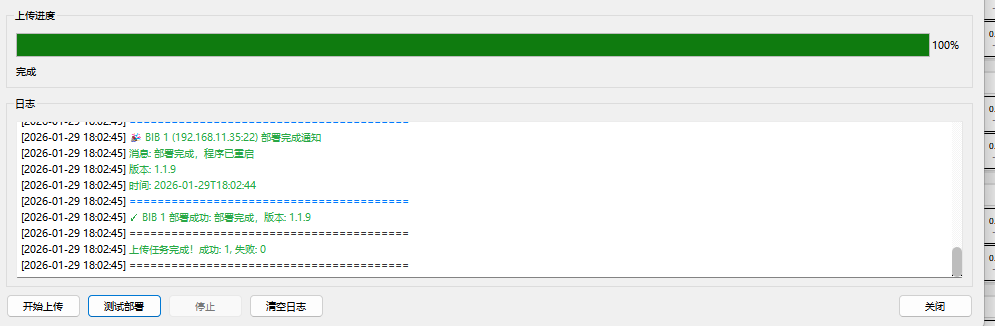 上传进度
100%
完成
日志
[2026-01-29 18:02:45] ========================================
[2026-01-29 18:02:45] 🎉 BIB 1 (192.168.11.35:22) 部署完成通知
[2026-01-29 18:02:45] 消息: 部署完成，程序已重启
[2026-01-29 18:02:45] 版本: 1.1.9
[2026-01-29 18:02:45] 时间: 2026-01-29T18:02:44
[2026-01-29 18:02:45] ========================================
[2026-01-29 18:02:45] ✓ BIB 1 部署成功: 部署完成，版本: 1.1.9
[2026-01-29 18:02:45] ========================================
[2026-01-29 18:02:45] 上传任务完成！成功: 1, 失败: 0
[2026-01-29 18:02:45] ========================================
开始上传 测试部署 停止 清空日志 关闭